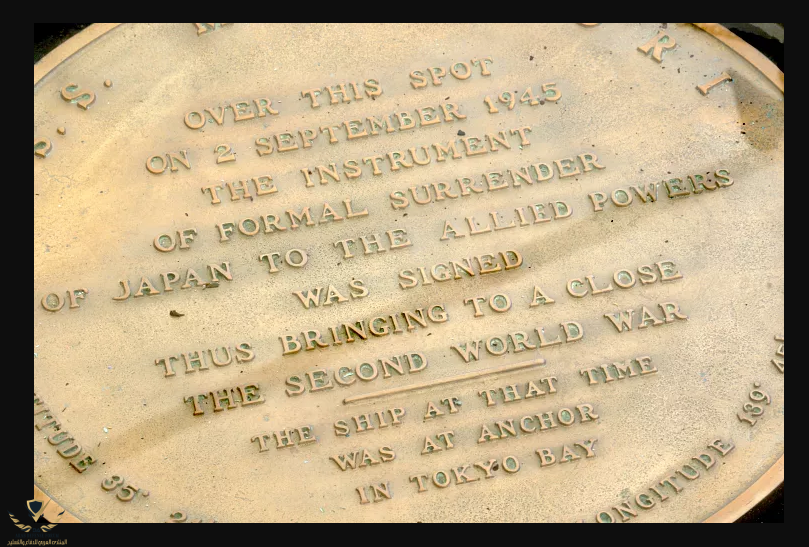 OVER THIS SPOT
ON 2 SEPTEMBER 1945
THE INSTRUMENT
OF FORMAL SURRENDER
OF JAPAN TO THE ALLIED POWERS
WAS SIGNED
THUS BRINGING TO A CLOSE
THE SECOND WORLD WAR
THE SHIP AT THAT TIME
WAS AT ANCHOR
IN TOKYO BAY
35°
LONGITUDE 139°